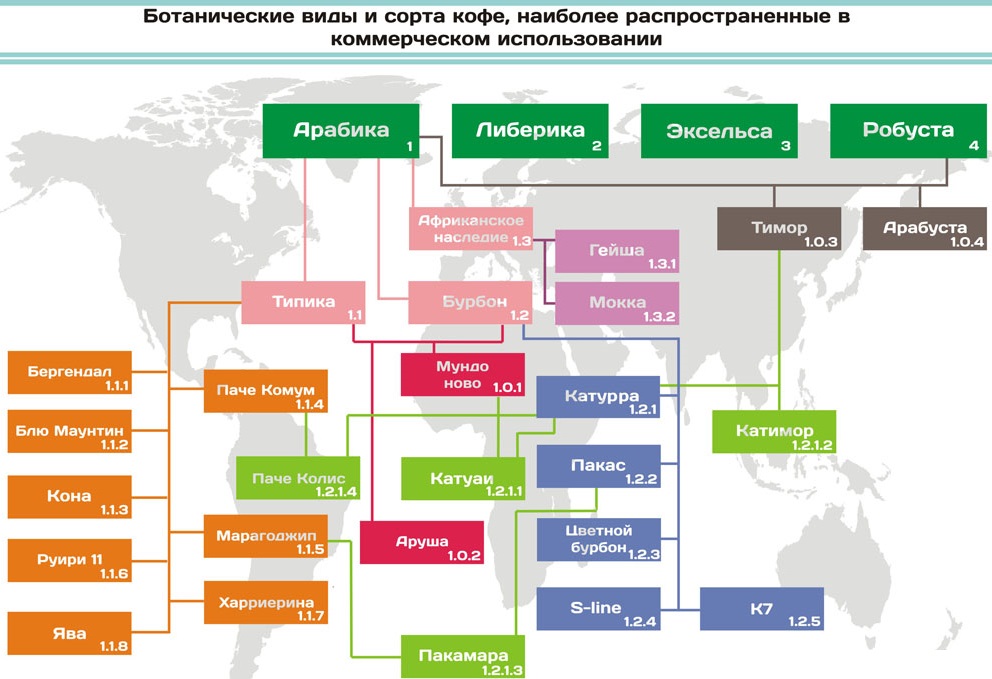 Ботанические виды и сорта кофе, наиболее распространенные в
коммерческом использовании
Арабика
1
Либерика
2
Эксельса
3
Робуста
4
Африканское
наследие 1.3
Гейша
1.3.1
Мокка
1.3.2
Тимор
1.0.3
Арабуста
1.0.4
Типика
1.1
Бурбон
1.2
Мундо
ново 1.0.1
Бергендал
1.1.1
Паче Комум
1.1.4
Катурра
1.2.1
Блю Маунтин
1.1.2
Катимор
1.2.1.2
Паче Колис
1.2.1.4
Катуаи
1.2.1.1
Пакас
1.2.2
Кона
1.1.3
Марагоджип
1.1.5
Аруша
1.0.2
Цветной
бурбон 1.2.3
Руири 11
1.1.6
Харриерина
1.1.7
S-line
1.2.4
К7
1.2.5
Ява
1.1.8
Пакамара
1.2.1.3